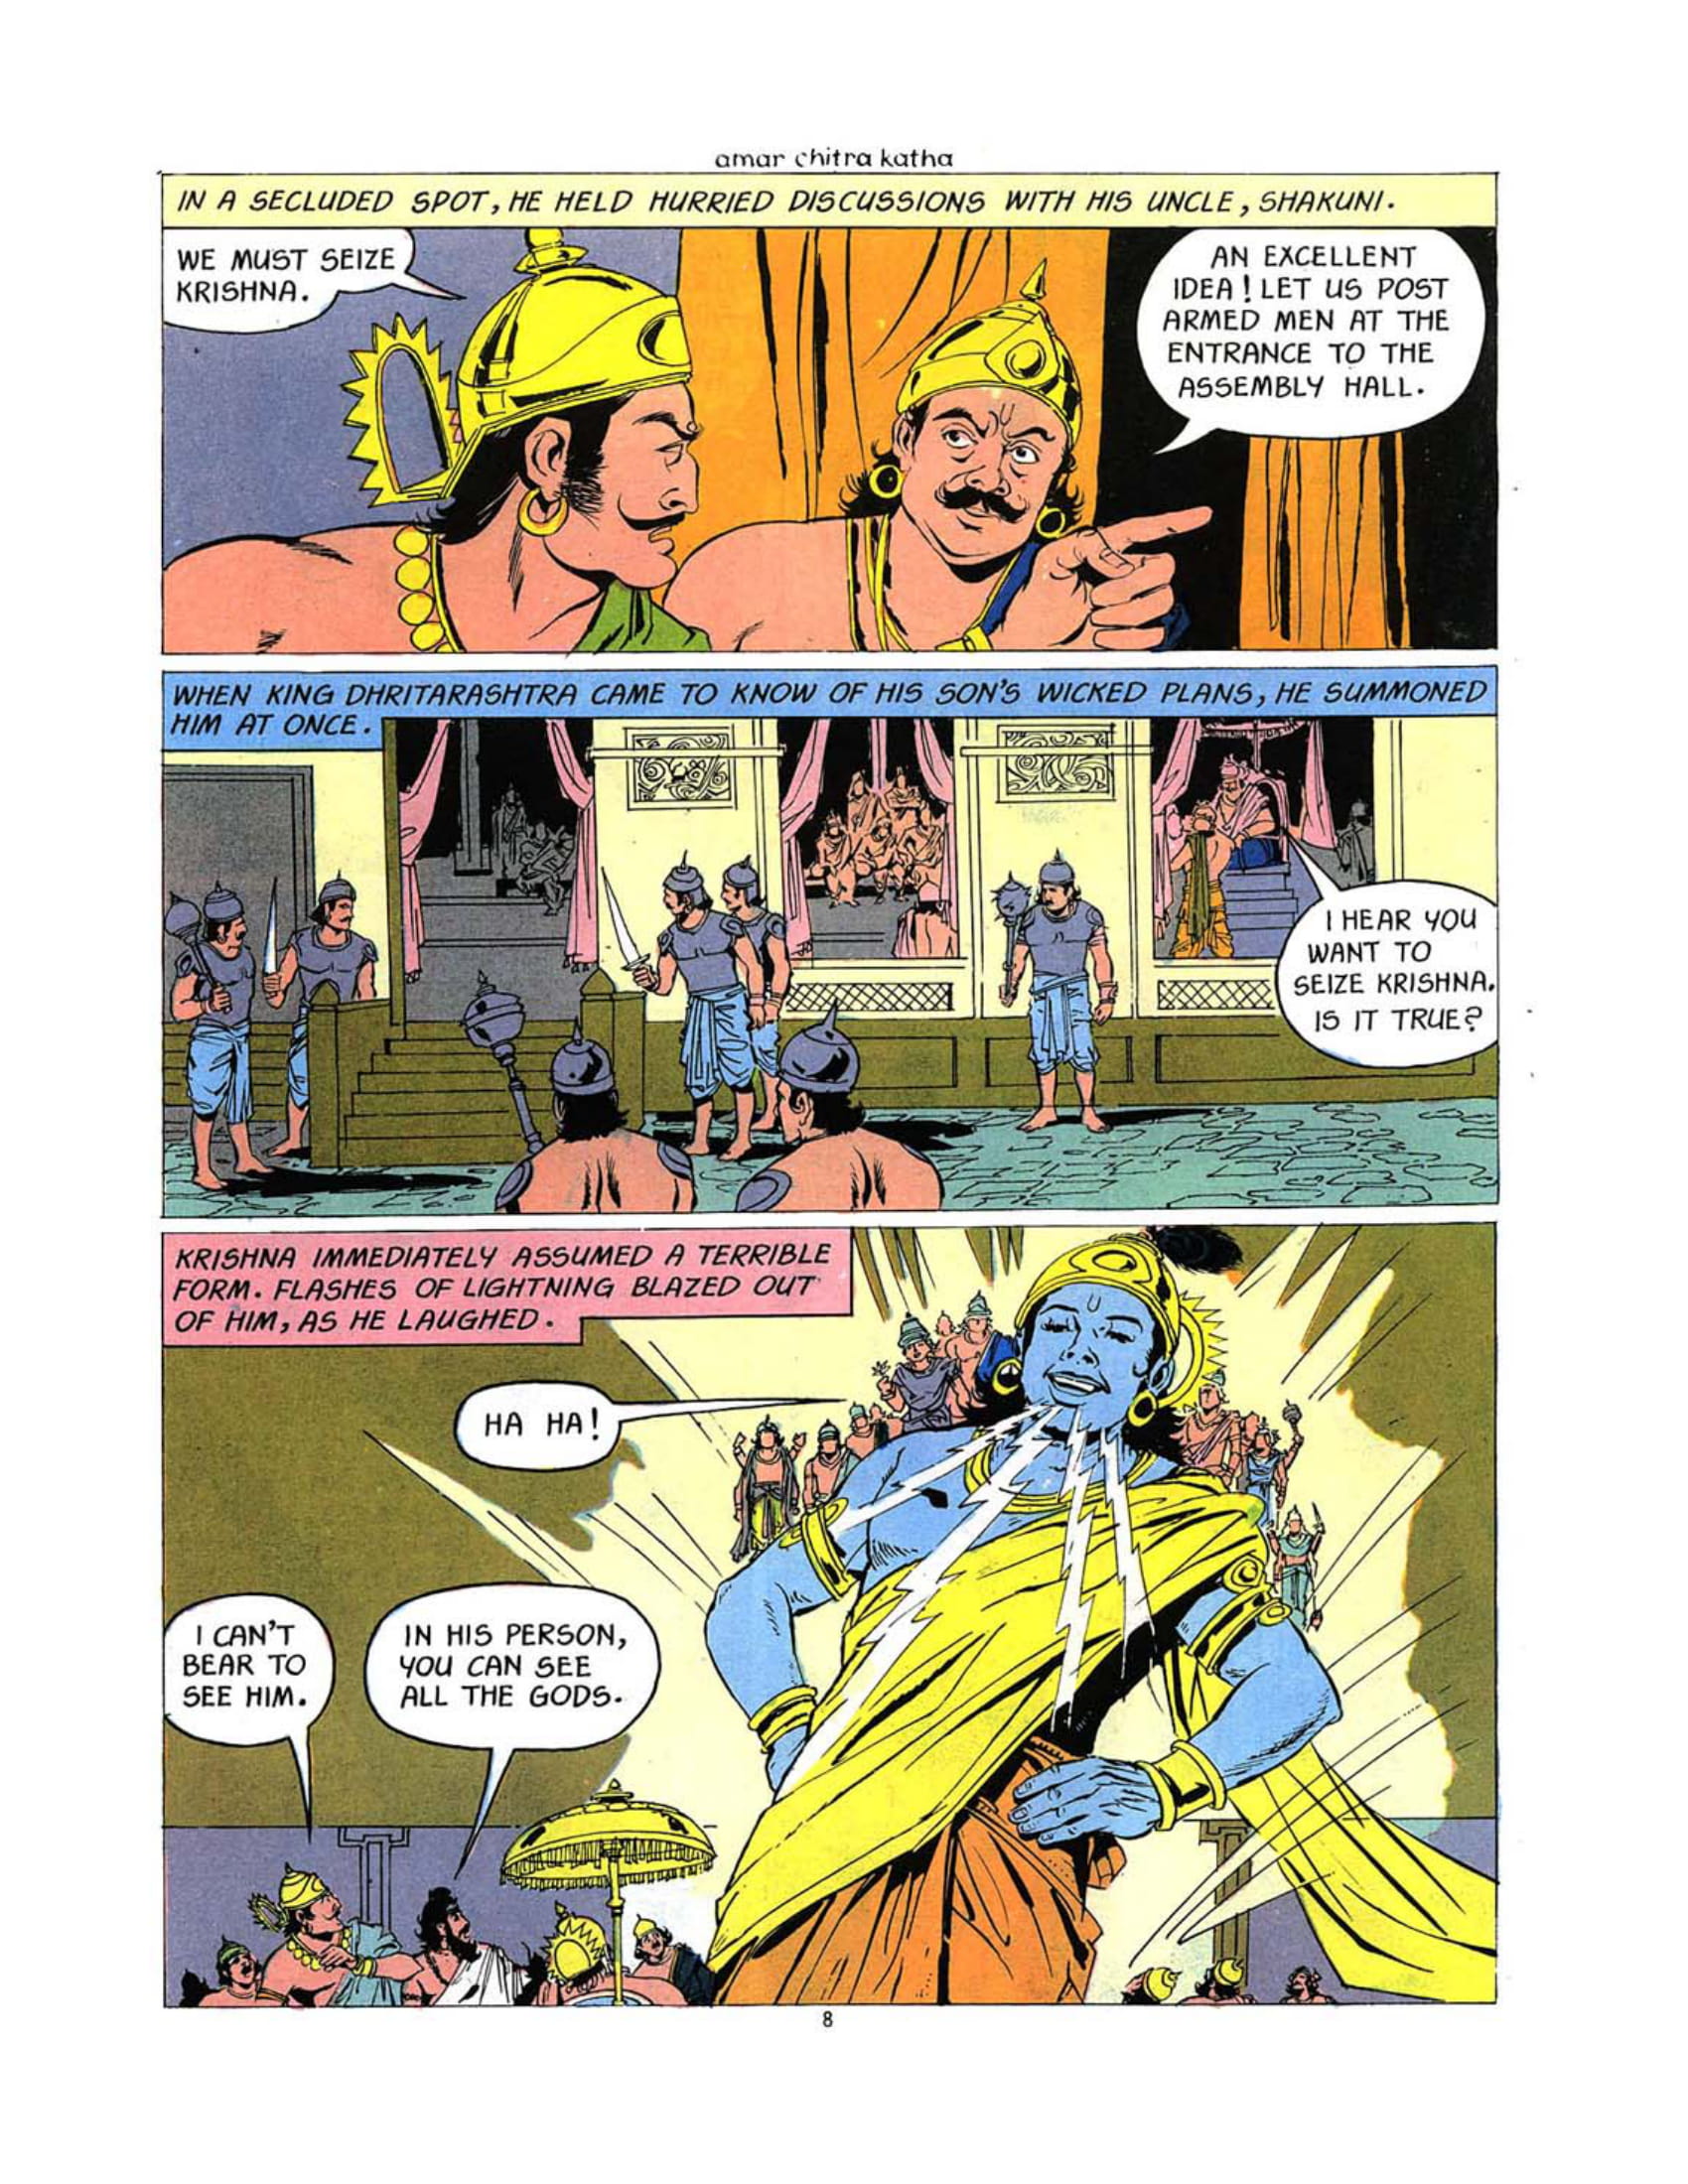 amar chitra katha
IN A SECLUDED SPOT, HE HELD HURRIED DISCUSSIONS WITH HIS UNCLE, SHAKUNI.
WE MUST SEIZE
KRISHNA.
AN EXCELLENT
IDEA! LET US POST
ARMED MEN AT THE
ENTRANCE TO THE
ASSEMBLY HALL.
WHEN KING DHRITARASHTRA CAME TO KNOW OF HIS SON'S WICKED PLANS, HE SUMMONED
HIM AT ONCE.
I HEAR YOU
WANT TO
SEIZE KRISHNA.
IS IT TRUE?
KRISHNA IMMEDIATELY ASSUMED A TERRIBLE
FORM. FLASHES OF LIGHTNING BLAZED OUT
OF HIM, AS HE LAUGHED.
HA HA!
I CAN'T
BEAR TO
SEE HIM.
IN HIS PERSON,
YOU CAN SEE
ALL THE GODS.
8